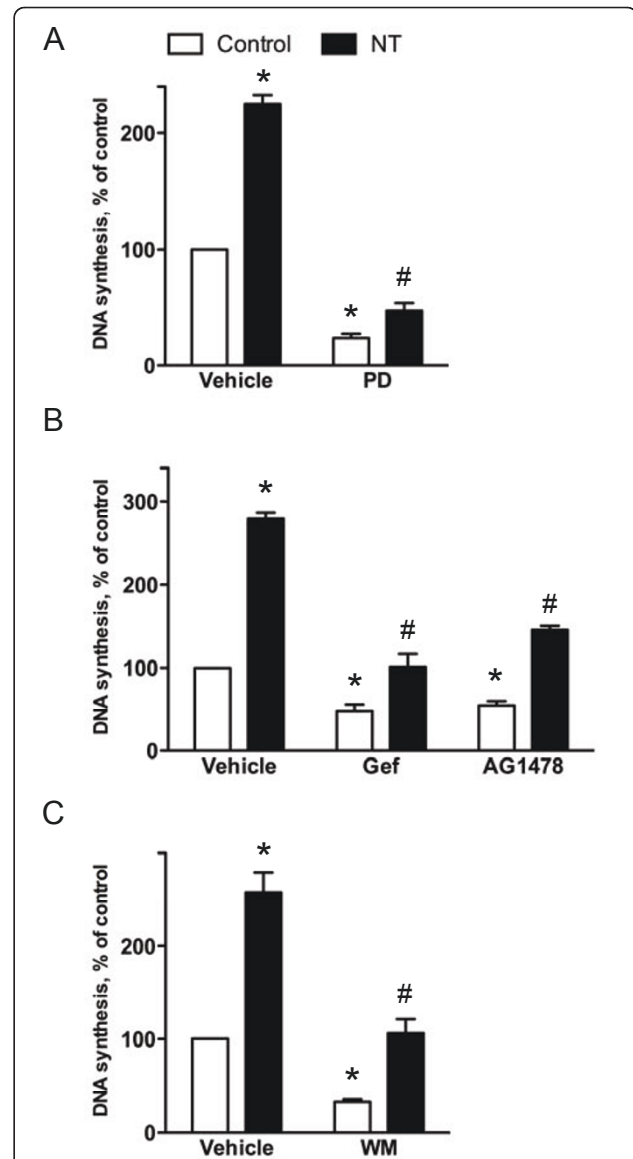 A
Control NT
DNA synthesis, % of control
200
100
0
*
*
#
Vehicle PD
B
DNA synthesis, % of control
300
200
100
0
*
*
#
*
#
Vehicle Gef AG1478
C
DNA synthesis, % of control
200
100
0
*
*
#
Vehicle WM